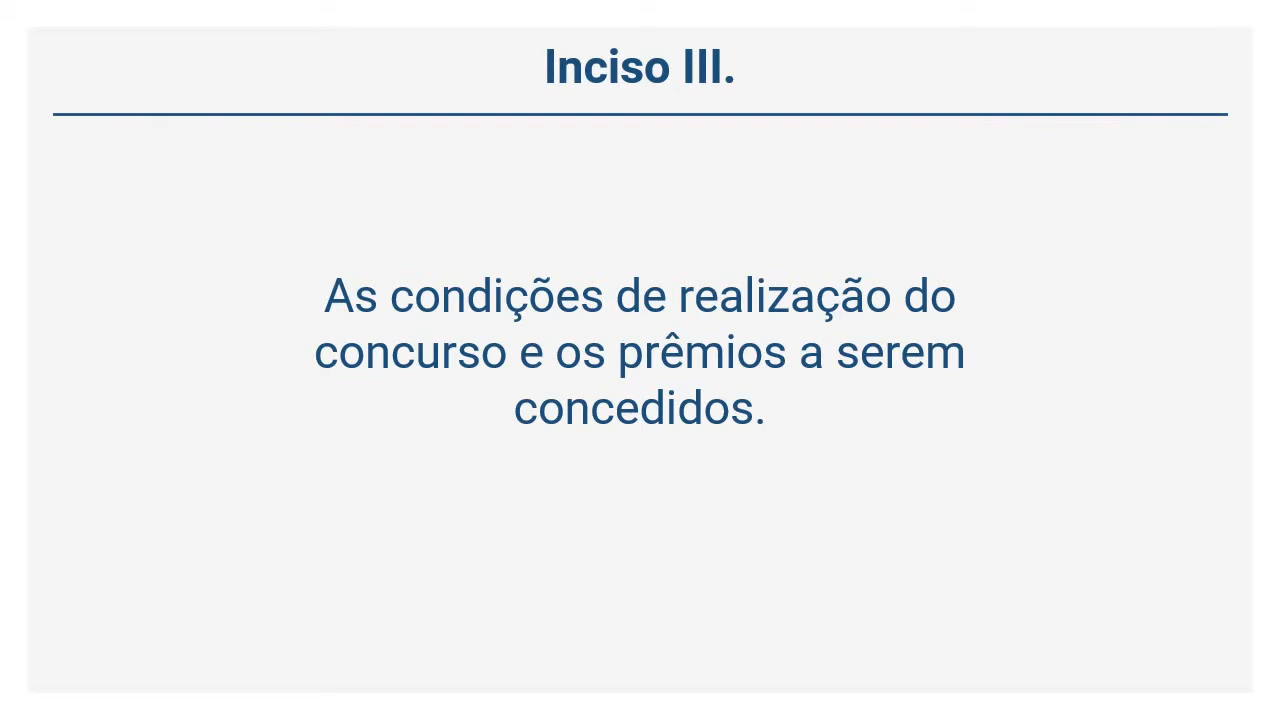 Inciso III.
As condições de realização do
concurso e os prêmios a serem
concedidos.